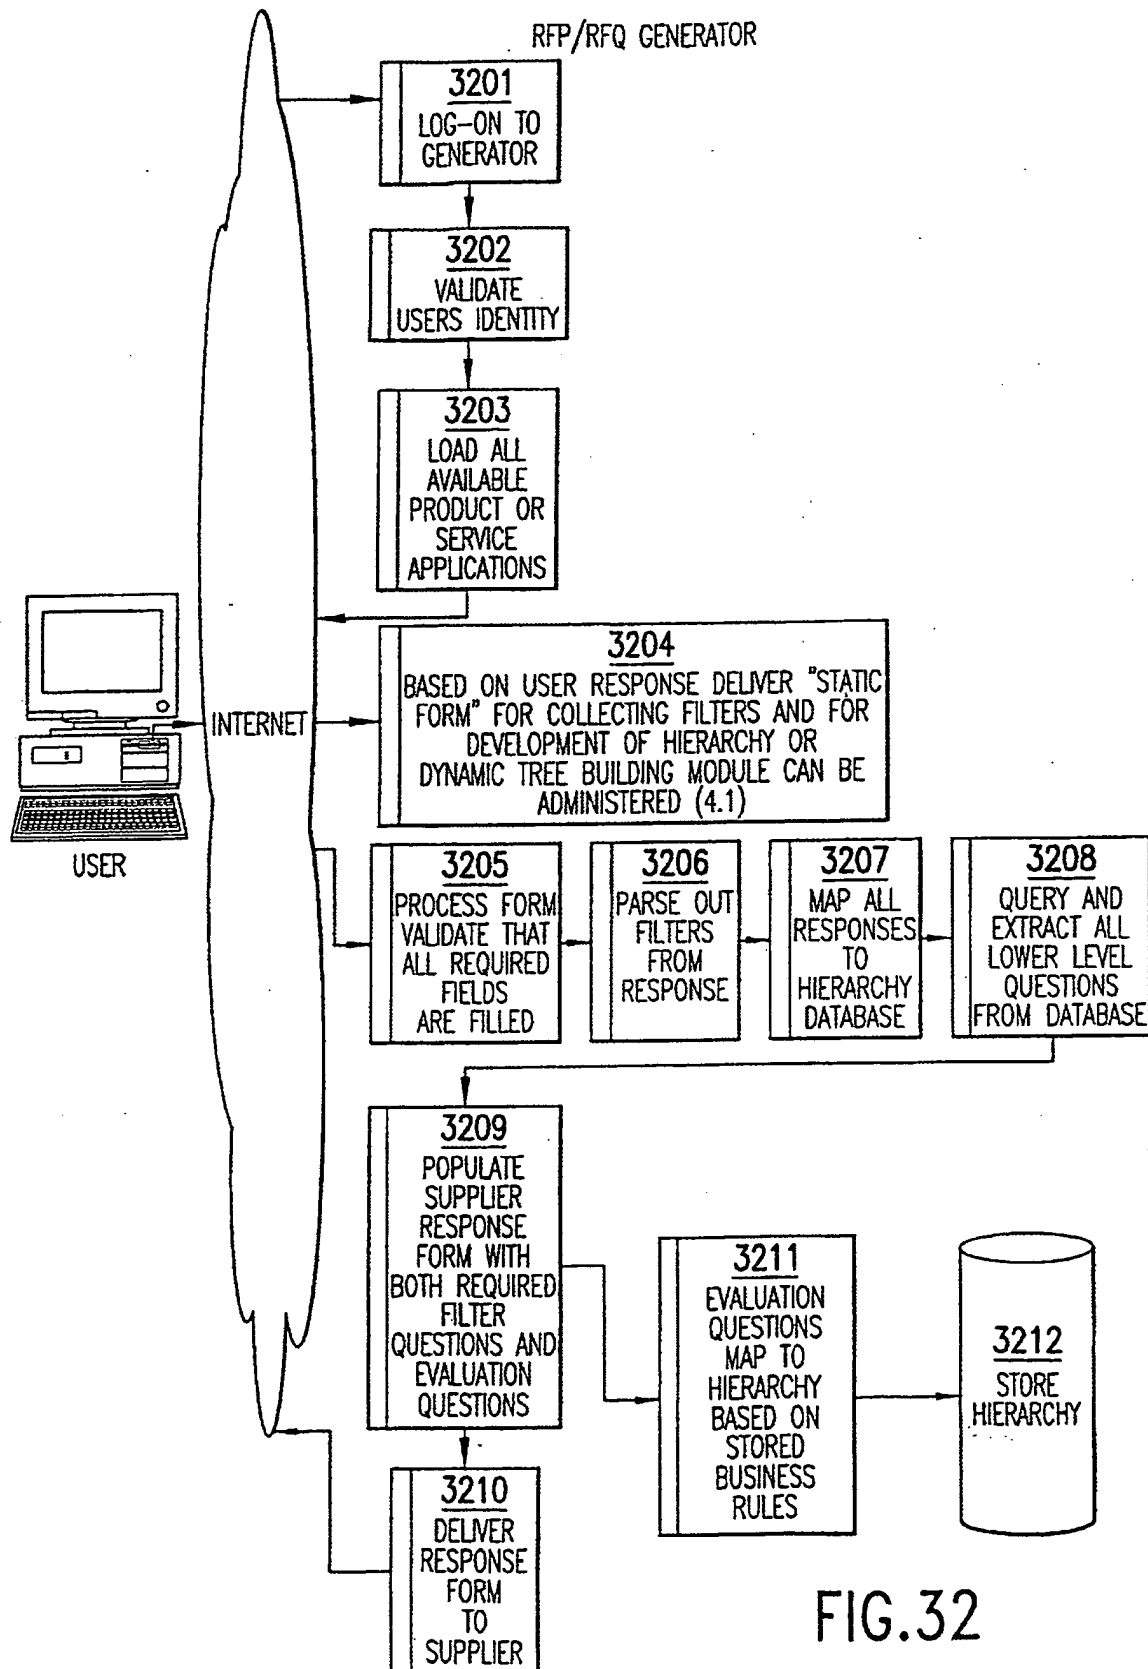 RFP/RFQ GENERATOR
3201
LOG-ON TO
GENERATOR
3202
VALIDATE
USERS IDENTITY
3203
LOAD ALL
AVAILABLE
PRODUCT OR
SERVICE
APPLICATIONS
3204
BASED ON USER RESPONSE DELIVER "STATIC
FORM" FOR COLLECTING FILTERS AND FOR
DEVELOPMENT OF HIERARCHY OR
DYNAMIC TREE BUILDING MODULE CAN BE
ADMINISTERED (4.1)
INTERNET
USER
3205
PROCESS FORM
VALIDATE THAT
ALL REQUIRED
FIELDS
ARE FILLED
3206
PARSE OUT
FILTERS
FROM
RESPONSE
3207
MAP ALL
RESPONSES
TO
HIERARCHY
DATABASE
3208
QUERY AND
EXTRACT ALL
LOWER LEVEL
QUESTIONS
FROM DATABASE
3209
POPULATE
SUPPLIER
RESPONSE
FORM WITH
BOTH REQUIRED
FILTER
QUESTIONS AND
EVALUATION
QUESTIONS
3211
EVALUATION
QUESTIONS
MAP TO
HIERARCHY
BASED ON
STORED
BUSINESS
RULES
3212
STORE
HIERARCHY
3210
DELIVER
RESPONSE
FORM
TO
SUPPLIER
FIG.32